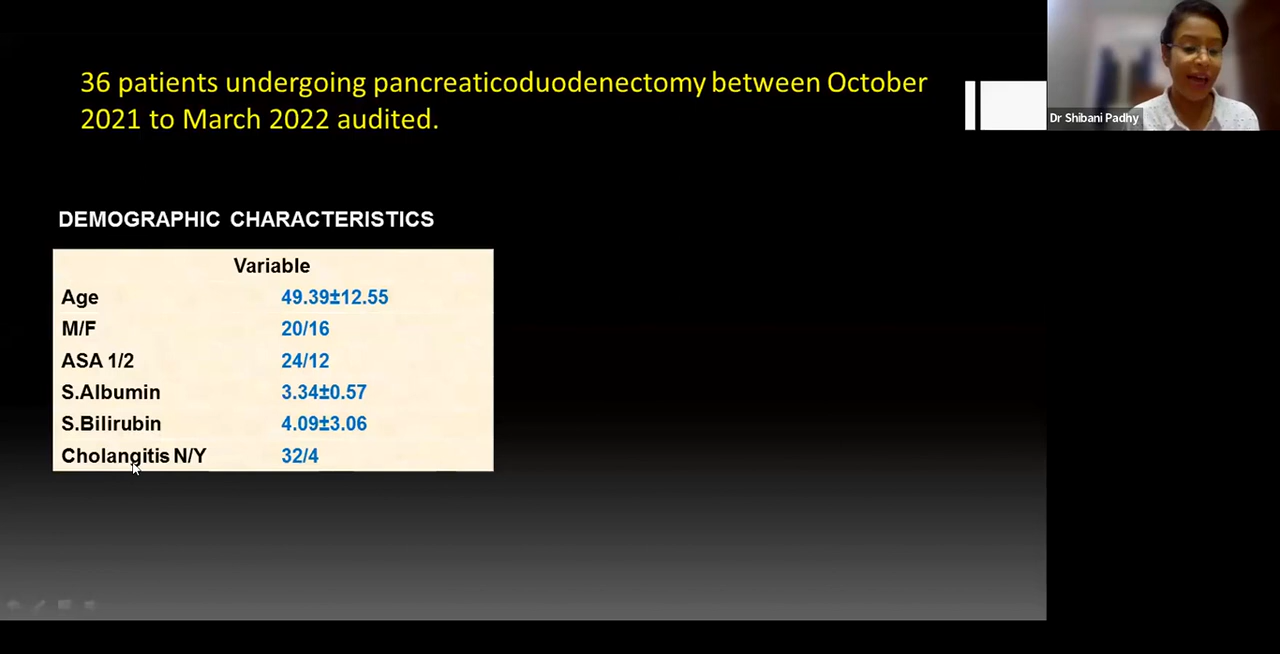 36 patients undergoing pancreaticoduodenectomy between October
2021 to March 2022 audited.
Dr Shibani Padhy
DEMOGRAPHIC CHARACTERISTICS
Variable
Age 49.39±12.55
M/F 20/16
ASA 1/2 24/12
S.Albumin 3.34±0.57
S.Bilirubin 4.09±3.06
Cholangitis N/Y 32/4